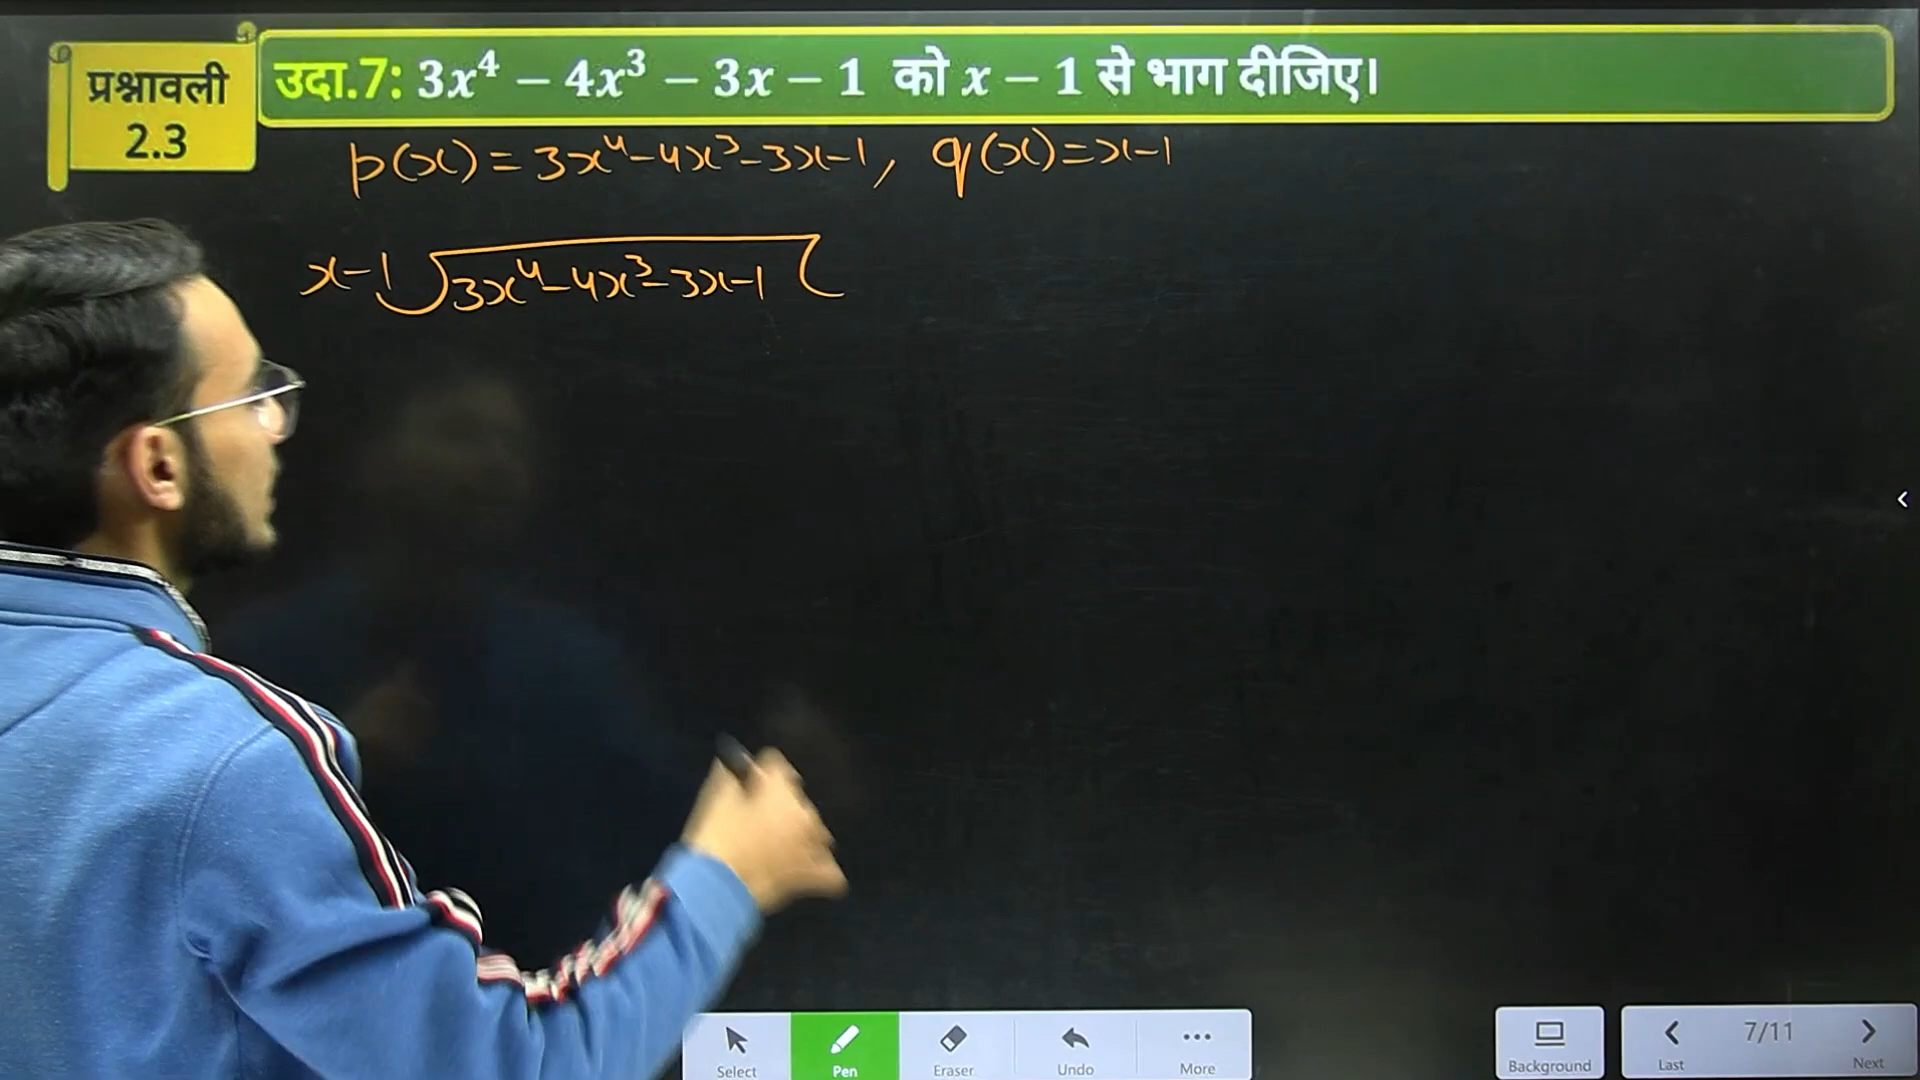 प्रश्नावली
2.3
उदा.7: 3x⁴ − 4x³ − 3x − 1 को x − 1 से भाग दीजिए।
p(x) = 3x⁴-4x³-3x-1, q(x) = x-1
x-1 3x⁴-4x³-3x-1
Select
Pen
Eraser
Undo
More
Background
Last
7/11
Next